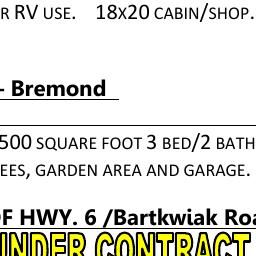 R RV USE. 18X20 CABIN/SHOP.
- Bremond
500 SQUARE FOOT 3 BED/2 BATH
EES, GARDEN AREA AND GARAGE.
OF HWY. 6 /Bartkwiak Roa
UNDER CONTRACT